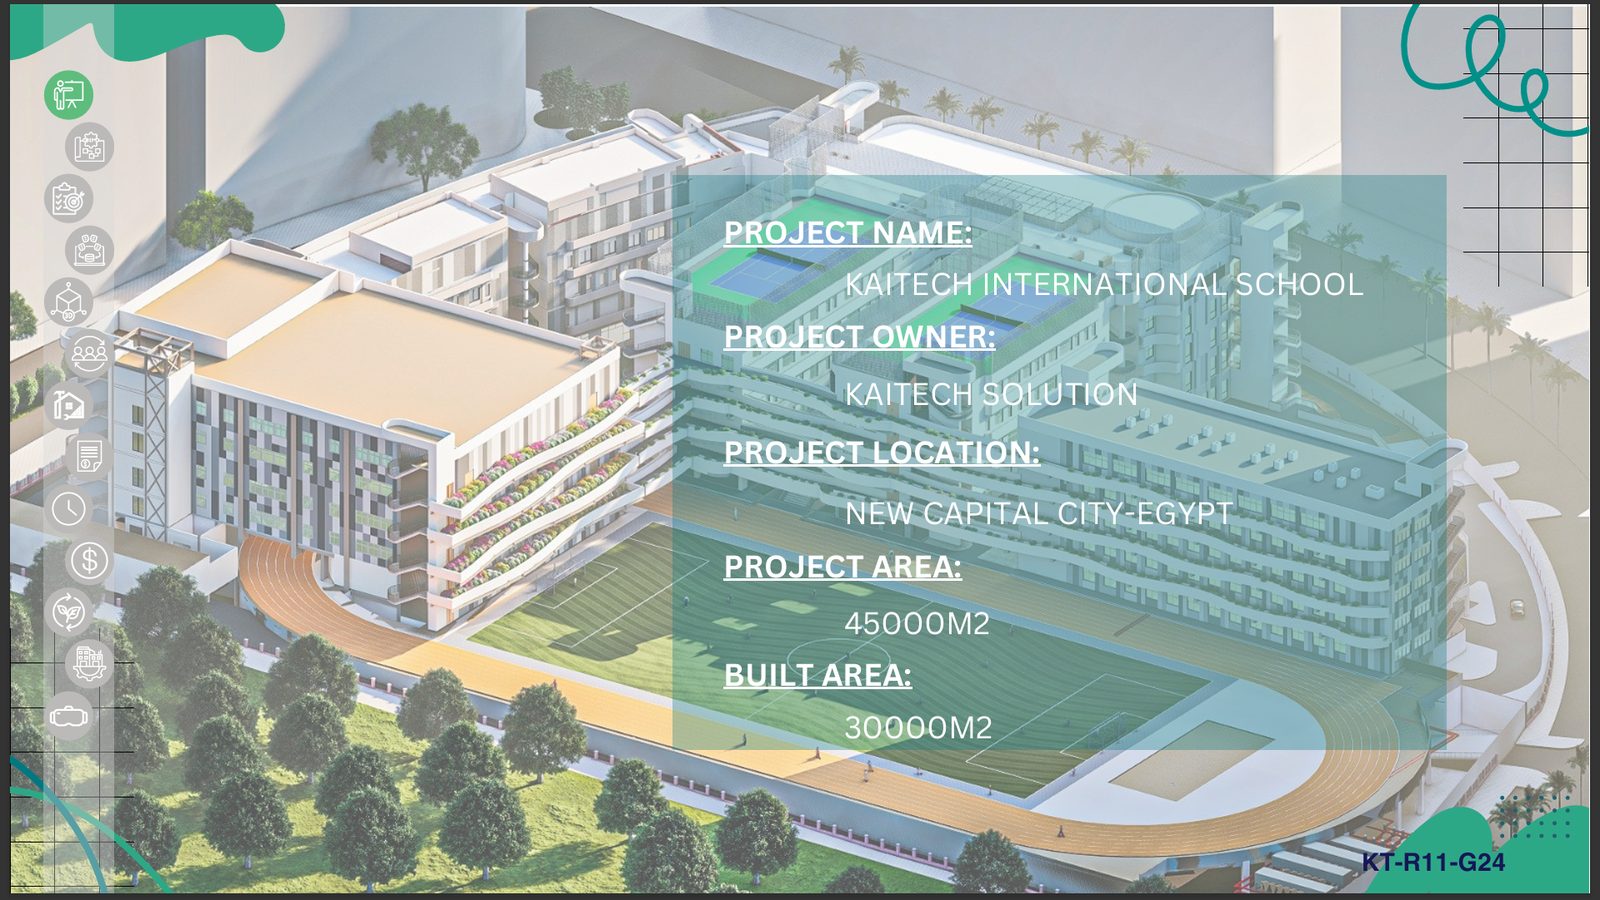 PROJECT NAME:
KAITECH INTERNATIONAL SCHOOL
PROJECT OWNER:
KAITECH SOLUTION
PROJECT LOCATION:
NEW CAPITAL CITY-EGYPT
PROJECT AREA:
45000M2
BUILT AREA:
30000M2
KT-R11-G24